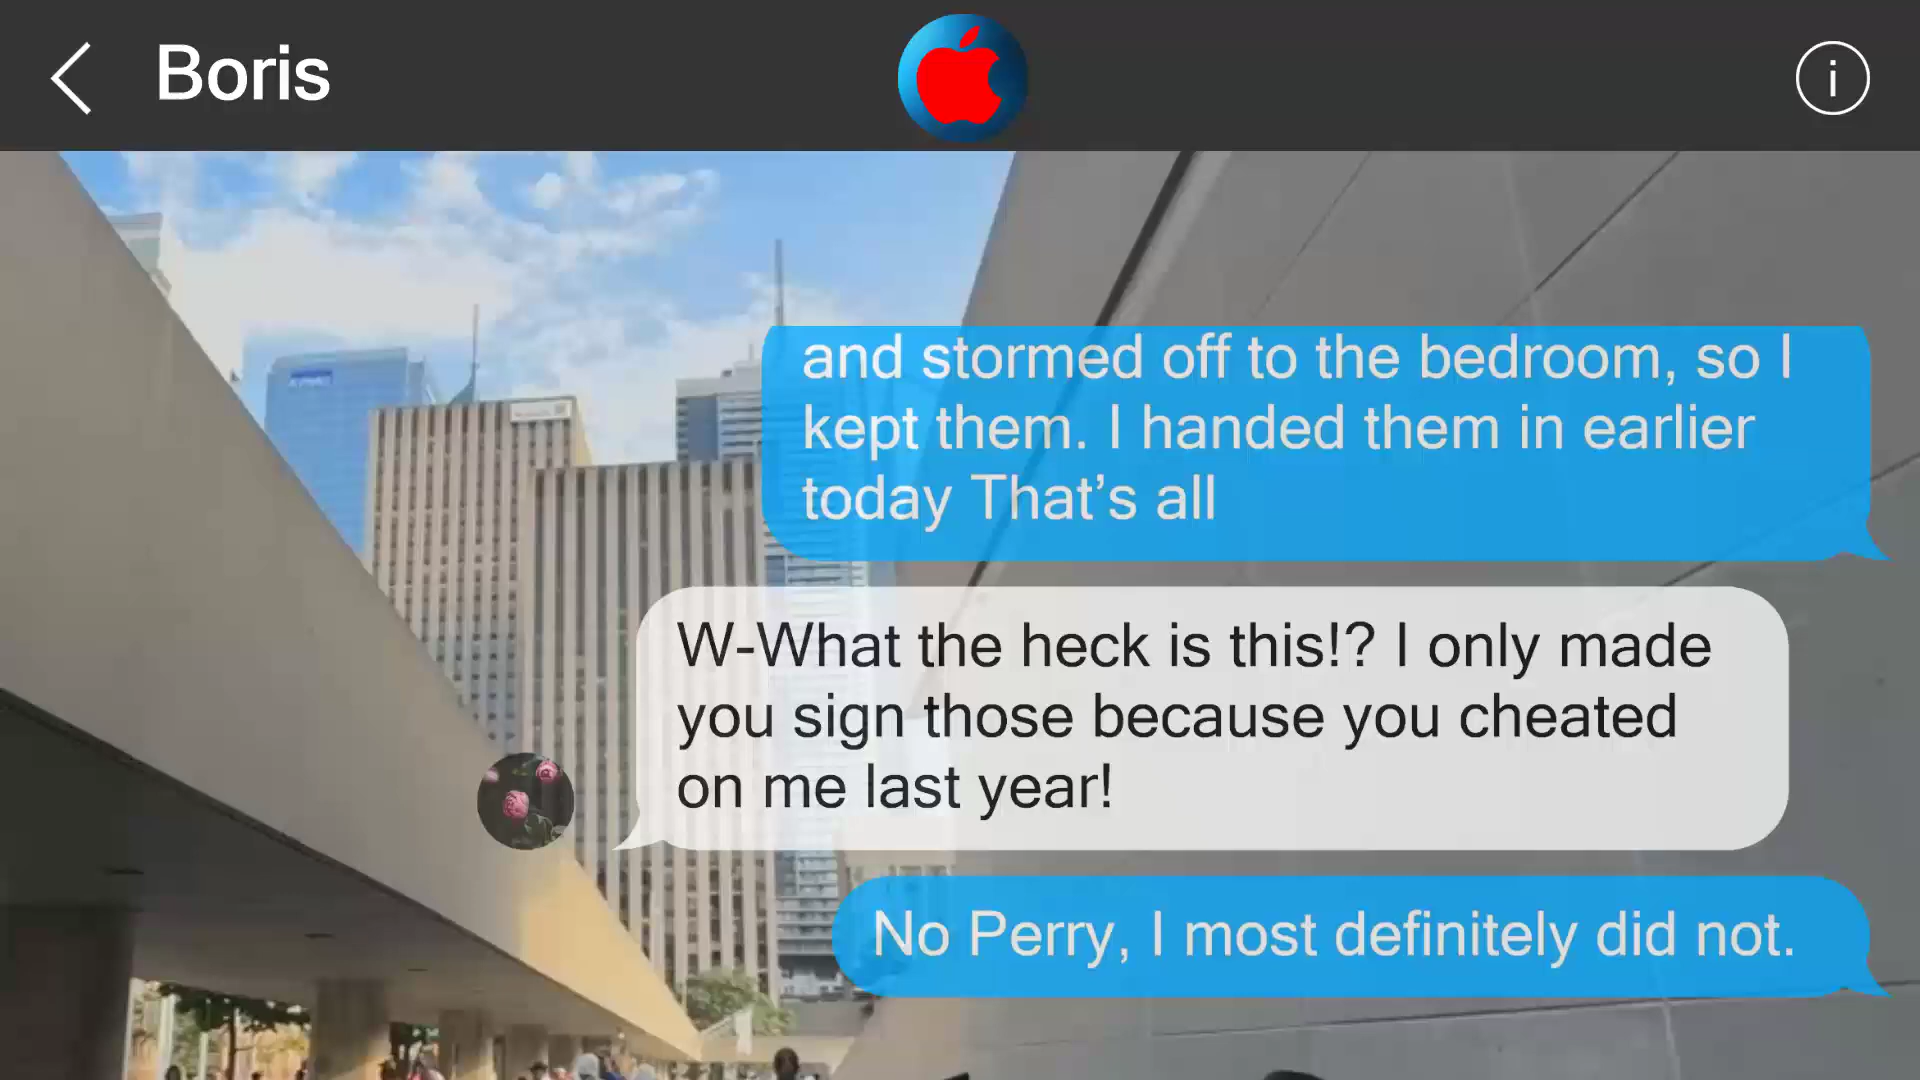 Boris
i
and stormed off to the bedroom, so I
kept them. I handed them in earlier
today That’s all
W-What the heck is this!? I only made
you sign those because you cheated
on me last year!
No Perry, I most definitely did not.